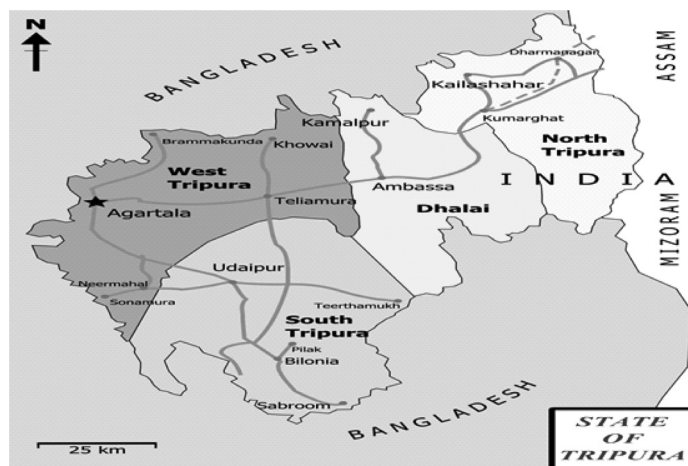 N
BANGLADESH
ASSAM
Dharmanagar
Kailashahar
Kumarghat
Kamalpur
North
Tripura
Brammakunda
Khowai
West
Tripura
Ambassa
INDIA
Teliamura
Dhalai
Agartala
MIZORAM
Udaipur
Neermahal
Sonamura
Teerthamukh
South
Tripura
Pilak
Bilonia
Sabroom
BANGLADESH
25 km
STATE
OF
TRIPURA